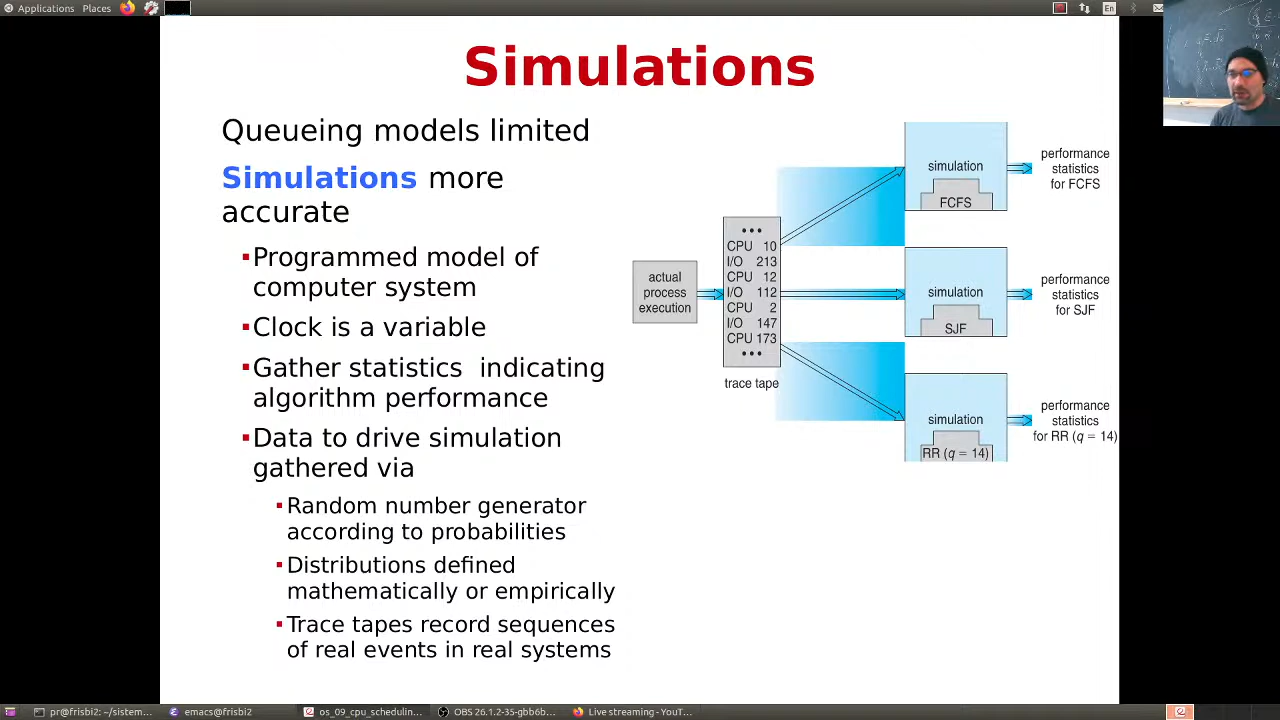 Applications Places
En
Simulations
Queueing models limited
Simulations more
accurate
Programmed model of
computer system
Clock is a variable
Gather statistics indicating
algorithm performance
Data to drive simulation
gathered via
Random number generator
according to probabilities
Distributions defined
mathematically or empirically
Trace tapes record sequences
of real events in real systems
actual
process
execution
•••
CPU 10
I/O 213
CPU 12
I/O 112
CPU 2
I/O 147
CPU 173
•••
trace tape
simulation
FCFS
performance
statistics
for FCFS
simulation
SJF
performance
statistics
for SJF
simulation
RR (q = 14)
performance
statistics
for RR (q = 14)
pr@frisbi2: ~/sistem...
emacs@frisbi2
os_09_cpu_schedulin...
OBS 26.1.2-35-gbb6b...
Live streaming - YouT...